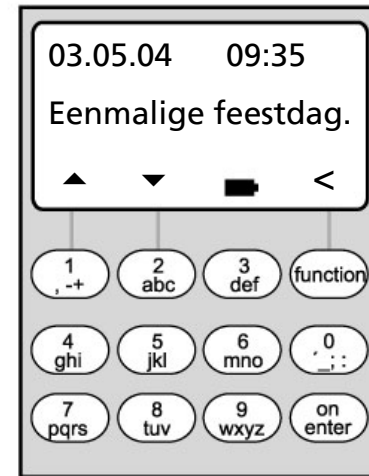 03.05.04 09:35
Eenmalige feestdag.
<
1 2 3 function
, -+ abc def
4 5 6 0
ghi jkl mno ´_;:
7 8 9 on
pqrs tuv wxyz enter